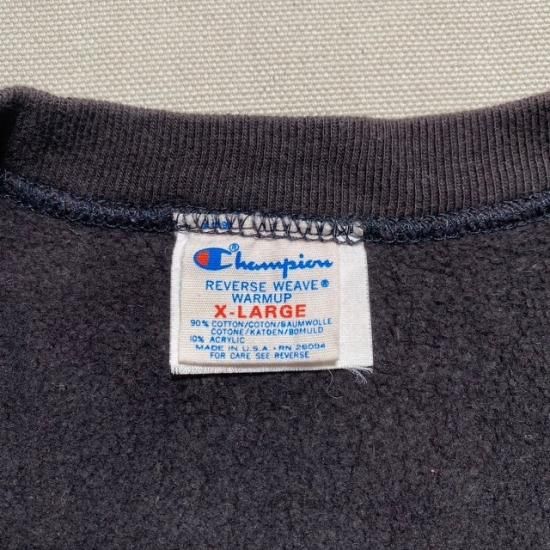 Champion®
REVERSE WEAVE®
WARMUP
X-LARGE
90% COTTON/COTON/BAUMWOLLE
COTONE/KATOEN/BOMULD
10% ACRYLIC
MADE IN U.S.A. - RN 26094
FOR CARE SEE REVERSE